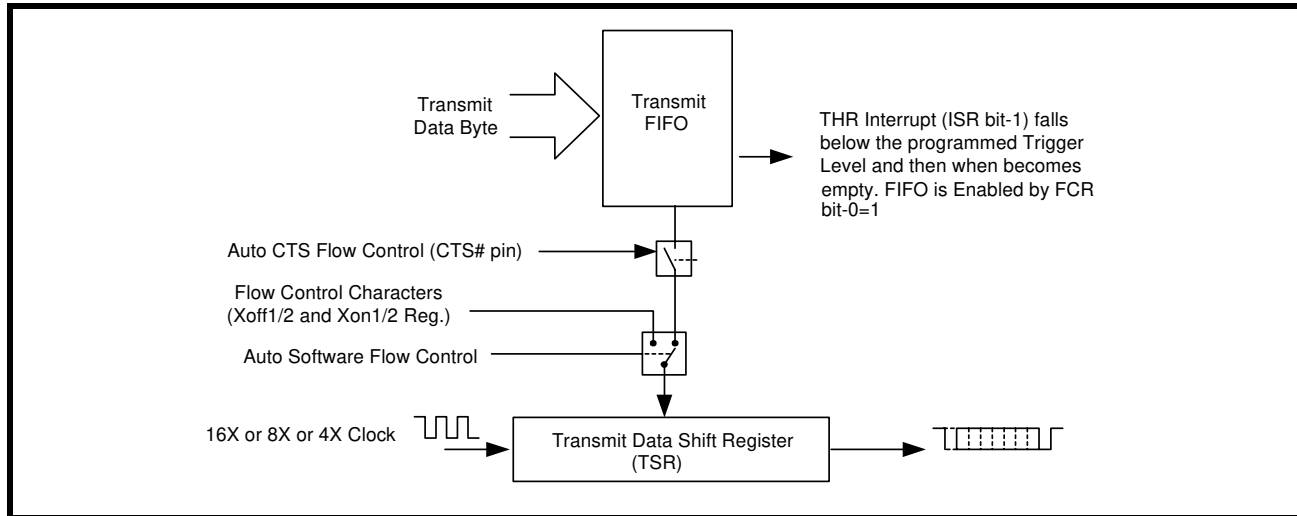 Transmit
Data Byte
Transmit
FIFO
THR Interrupt (ISR bit-1) falls
below the programmed Trigger
Level and then when becomes
empty. FIFO is Enabled by FCR
bit-0=1
Auto CTS Flow Control (CTS# pin)
Flow Control Characters
(Xoff1/2 and Xon1/2 Reg.)
Auto Software Flow Control
16X or 8X or 4X Clock
Transmit Data Shift Register
(TSR)